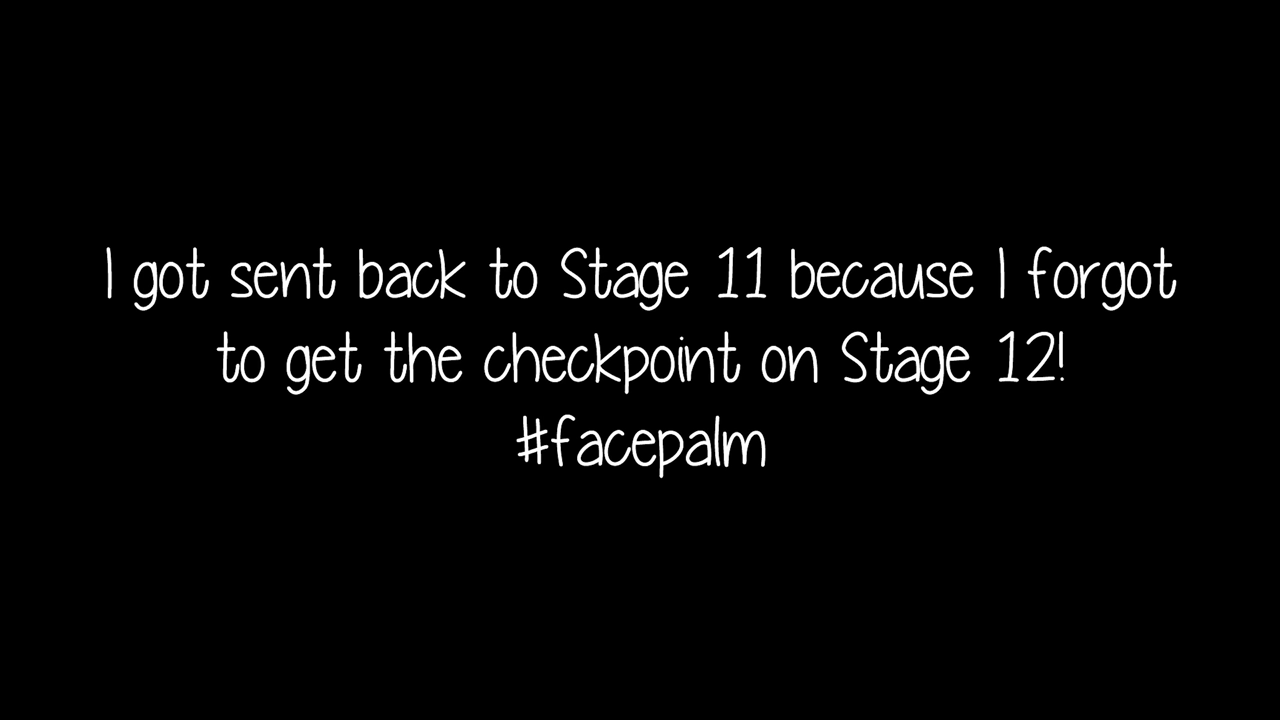 I got sent back to Stage 11 because I forgot
to get the checkpoint on Stage 12!
#facepalm